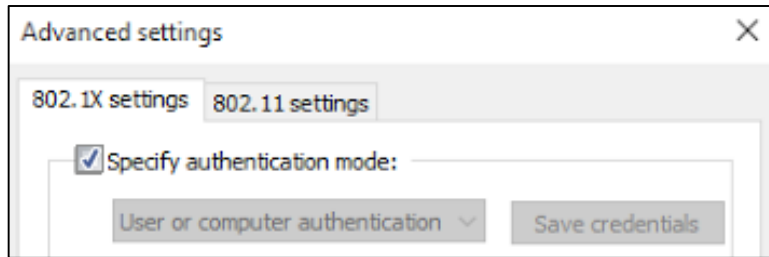 Advanced settings
802.1X settings 802.11 settings
Specify authentication mode:
User or computer authentication Save credentials